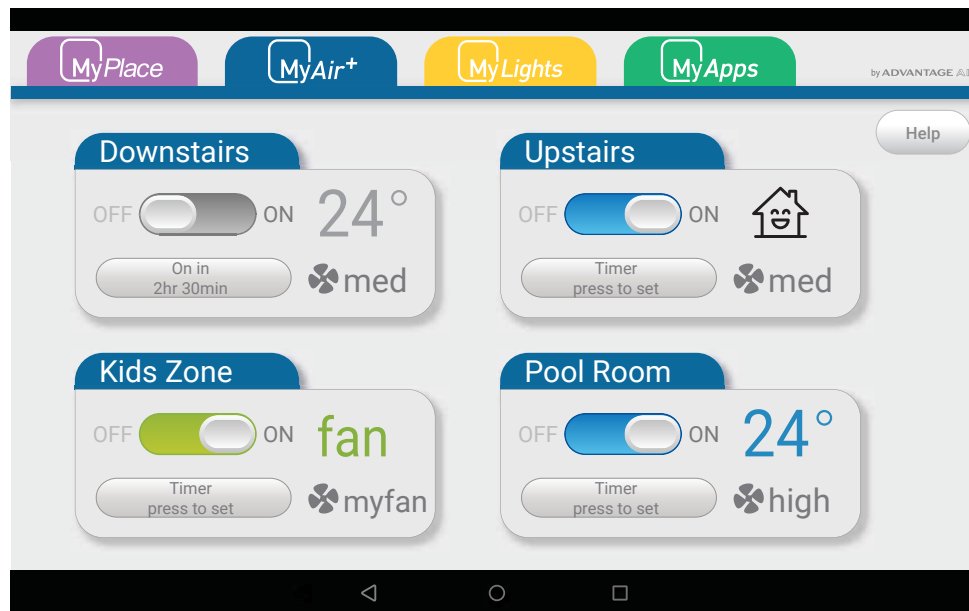 MyPlace
MyAir+
MyLights
MyApps
by ADVANTAGE
Help
Downstairs
OFF
ON
24°
On in
2hr 30min
med
Upstairs
OFF
ON
Timer
press to set
med
Kids Zone
OFF
ON
fan
Timer
press to set
myfan
Pool Room
OFF
ON
24°
Timer
press to set
high